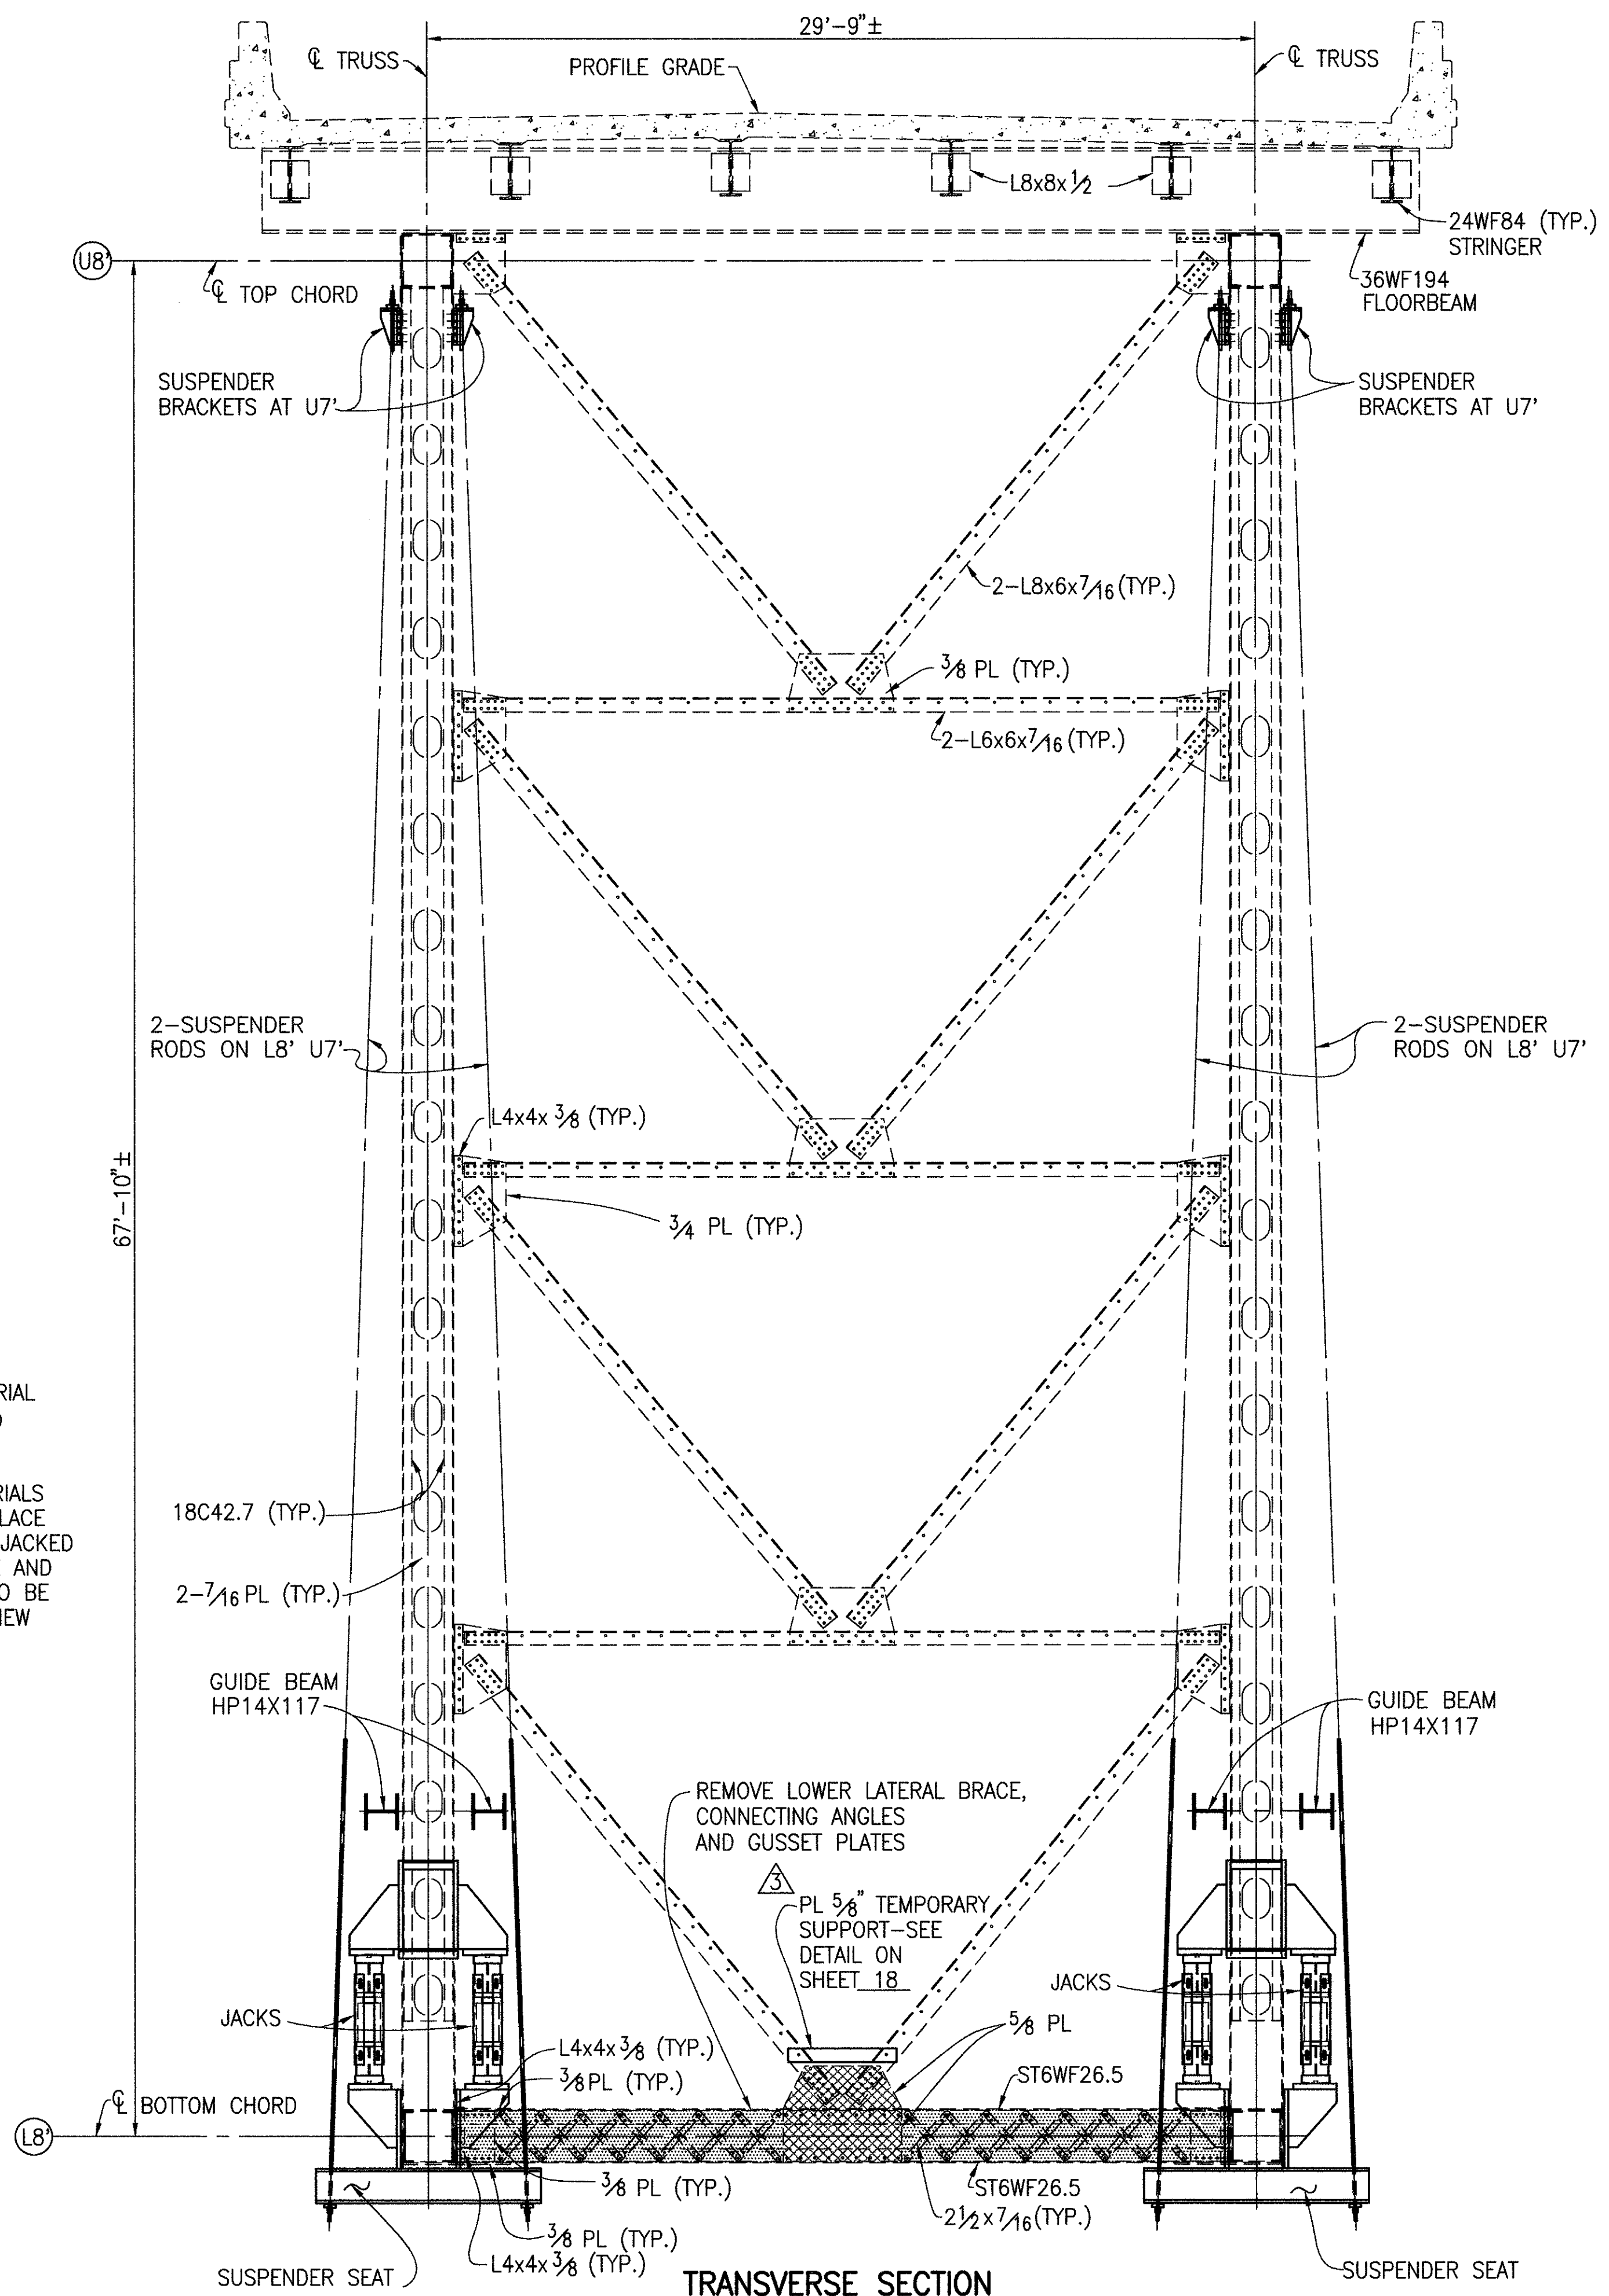 29'-9"±
℄ TRUSS
PROFILE GRADE
℄ TRUSS
L8x8x1/2
24WF84 (TYP.)
STRINGER
U8'
℄ TOP CHORD
36WF194
FLOORBEAM
SUSPENDER
BRACKETS AT U7'
SUSPENDER
BRACKETS AT U7'
2-L8x6x7/16 (TYP.)
3/8 PL (TYP.)
2-L6x6x7/16 (TYP.)
2-SUSPENDER
RODS ON L8' U7'
2-SUSPENDER
RODS ON L8' U7'
L4x4x3/8 (TYP.)
67'-10"±
3/4 PL (TYP.)
RIAL
RIALS
LACE
JACKED
AND
O BE
18C42.7 (TYP.)
2-7/16 PL (TYP.)
GUIDE BEAM
HP14X117
GUIDE BEAM
HP14X117
REMOVE LOWER LATERAL BRACE,
CONNECTING ANGLES
AND GUSSET PLATES
3
PL 5/8" TEMPORARY
SUPPORT-SEE
DETAIL ON
SHEET 18
JACKS
JACKS
5/8 PL
L4x4x3/8 (TYP.)
3/8 PL (TYP.)
ST6WF26.5
℄ BOTTOM CHORD
L8'
3/8 PL (TYP.)
ST6WF26.5
2 1/2x7/16 (TYP.)
3/8 PL (TYP.)
L4x4x3/8 (TYP.)
SUSPENDER SEAT
SUSPENDER SEAT
TRANSVERSE SECTION